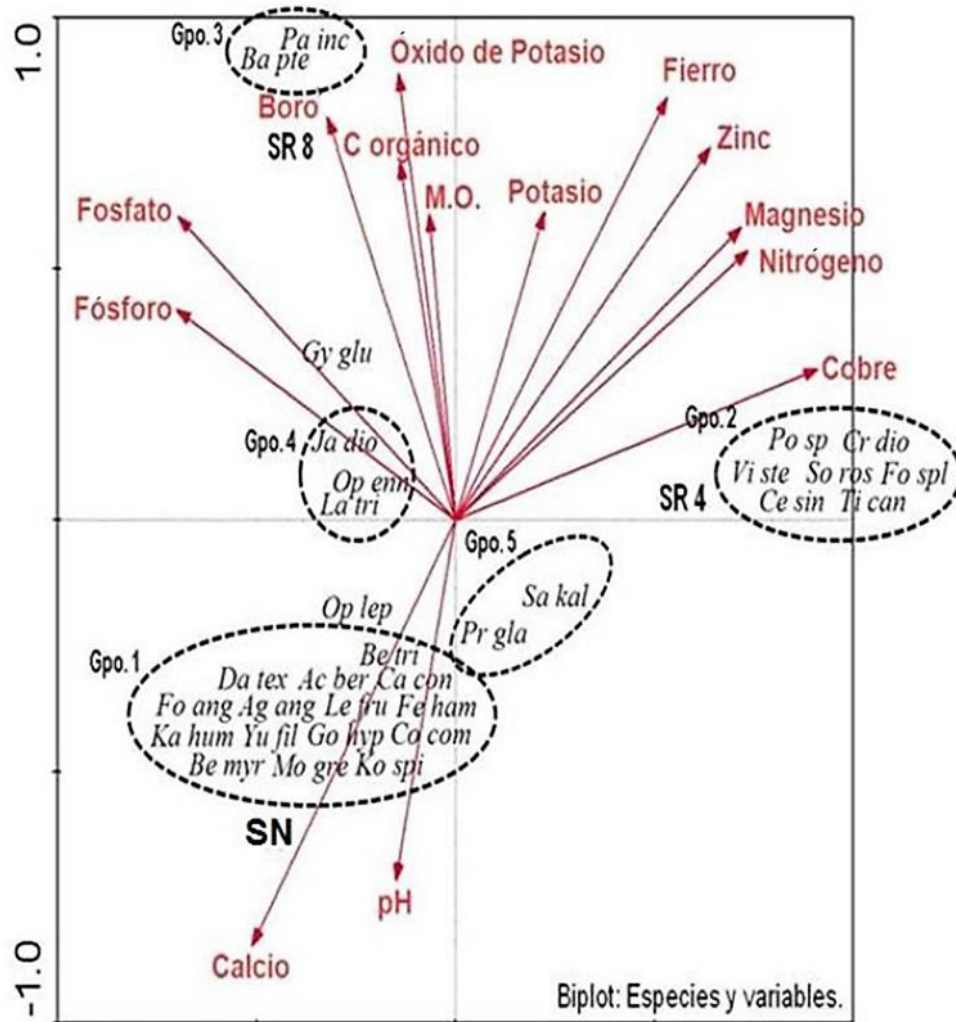 1.0
Gpo. 3
Pa inc
Ba pte
Óxido de Potasio
Fierro
Boro
SR 8
C orgánico
Zinc
M.O.
Potasio
Fosfato
Magnesio
Nitrógeno
Fósforo
Gy glu
Cobre
Gpo. 2
Gpo. 4
Ja dio
Po sp Cr dio
Op enn
Vi ste So ros Fo spl
La tri
SR 4
Ce sin Ti can
Gpo. 5
Op lep
Sa kal
Pr gla
Gpo. 1
Be tri
Da tex Ac ber Ca con
Fo ang Ag ang Le fru Fe ham
Ka hum Yu fil Go hyp Co com
Be myr Mo gre Ko spi
SN
pH
Calcio
-1.0
Biplot: Especies y variables.